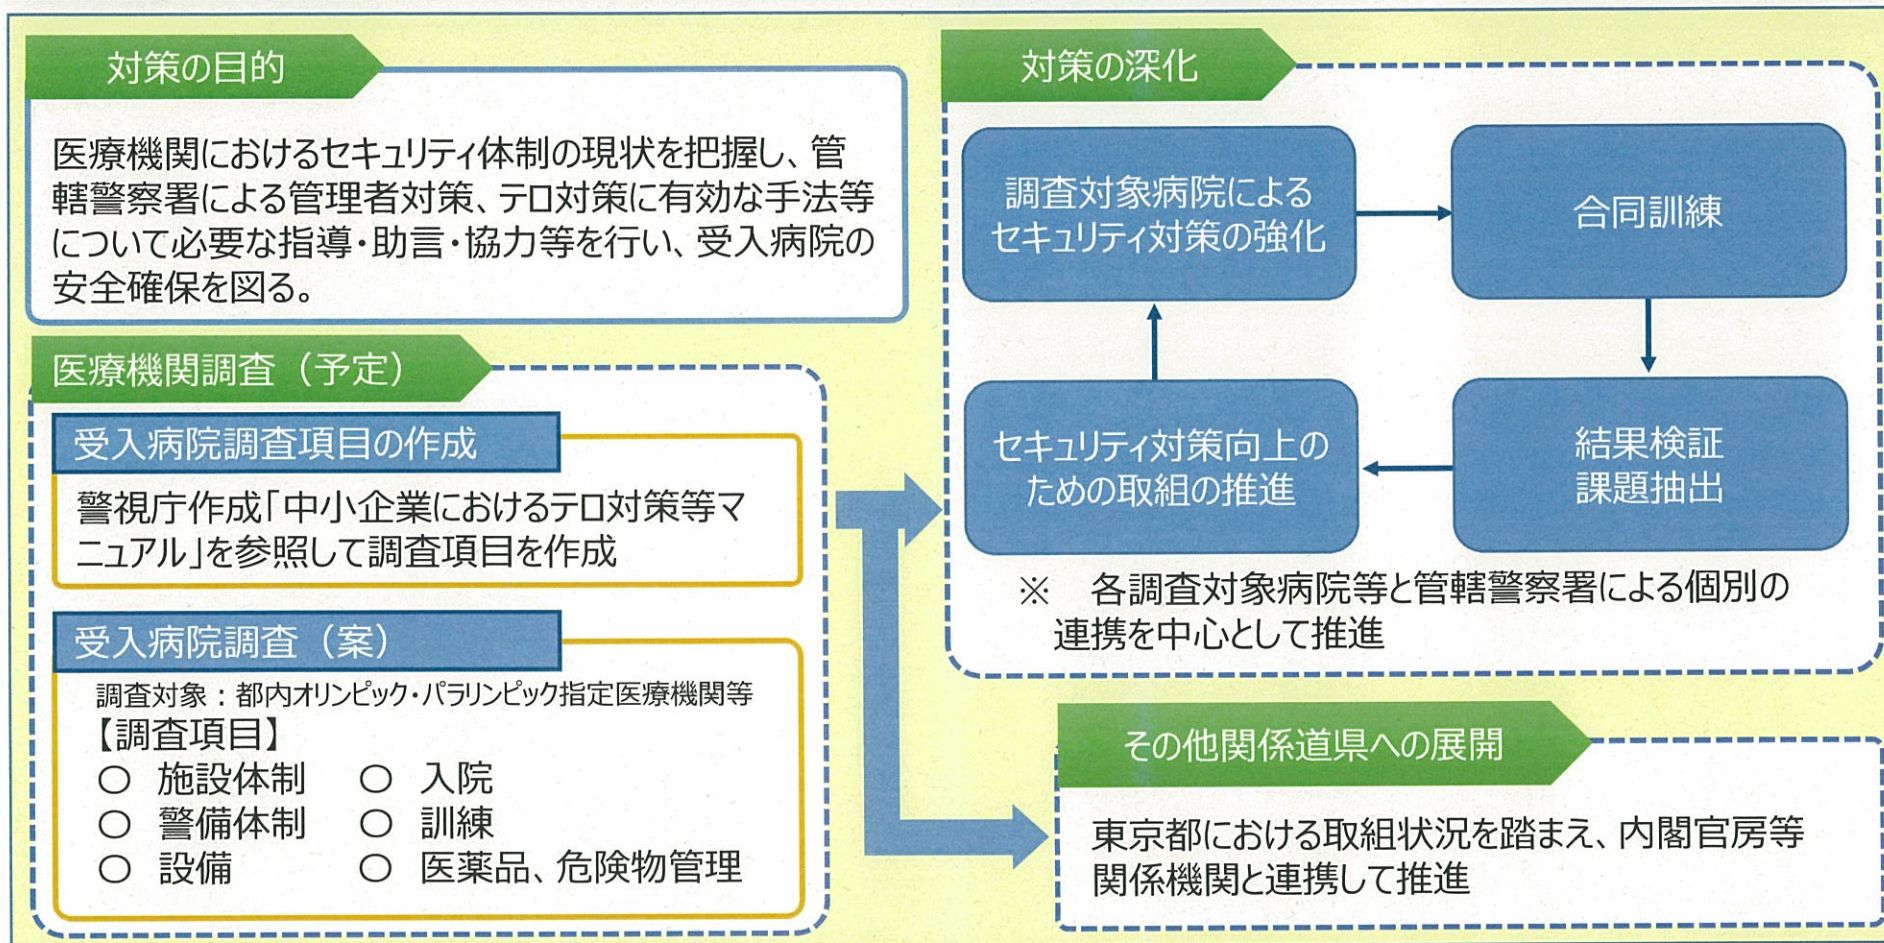 対策の目的
医療機関におけるセキュリティ体制の現状を把握し、管
轄警察署による管理者対策、テロ対策に有効な手法等
について必要な指導・助言・協力等を行い、受入病院の
安全確保を図る。
医療機関調査（予定）
受入病院調査項目の作成
警視庁作成「中小企業におけるテロ対策等マ
ニュアル」を参照して調査項目を作成
受入病院調査（案）
調査対象：都内オリンピック・パラリンピック指定医療機関等
【調査項目】
○ 施設体制 ○ 入院
○ 警備体制 ○ 訓練
○ 設備 ○ 医薬品、危険物管理
対策の深化
調査対象病院による
セキュリティ対策の強化
合同訓練
結果検証
課題抽出
セキュリティ対策向上の
ための取組の推進
※ 各調査対象病院等と管轄警察署による個別の
連携を中心として推進
その他関係道県への展開
東京都における取組状況を踏まえ、内閣官房等
関係機関と連携して推進